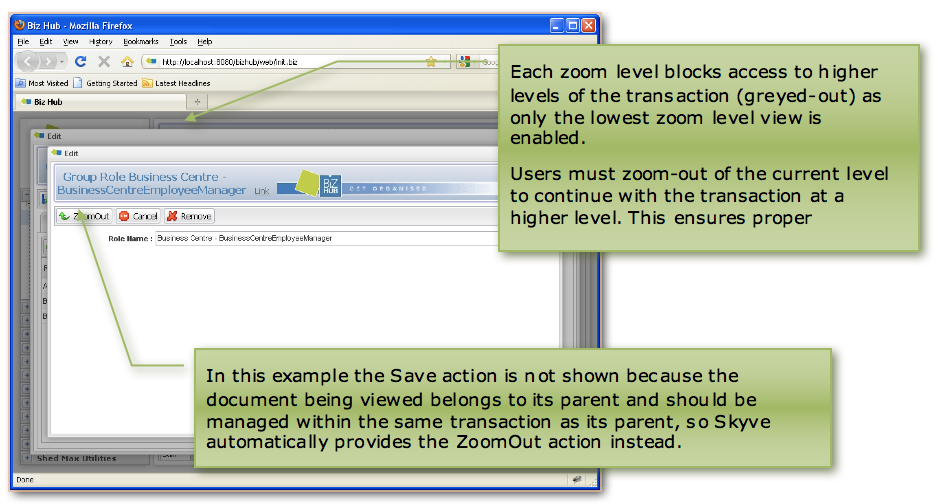 Biz Hub - Mozilla Firefox
File Edit View History Bookmarks Tools Help
http://localhost:8080/bizhub/web/init.biz
Goo
Most Visited Getting Started Latest Headlines
Biz Hub
Edit
Edit
Group Role Business Centre -
BusinessCentreEmployeeManager Link
BIZ
HUB
GET ORGANISED
ZoomOut Cancel Remove
Role Name : Business Centre - BusinessCentreEmployeeManager
Each zoom level blocks access to higher
levels of the transaction (greyed-out) as
only the lowest zoom level view is
enabled.
Users must zoom-out of the current level
to continue with the transaction at a
higher level. This ensures proper
In this example the Save action is not shown because the
document being viewed belongs to its parent and should be
managed within the same transaction as its parent, so Skyve
automatically provides the ZoomOut action instead.
Shed Max Utilities
Done